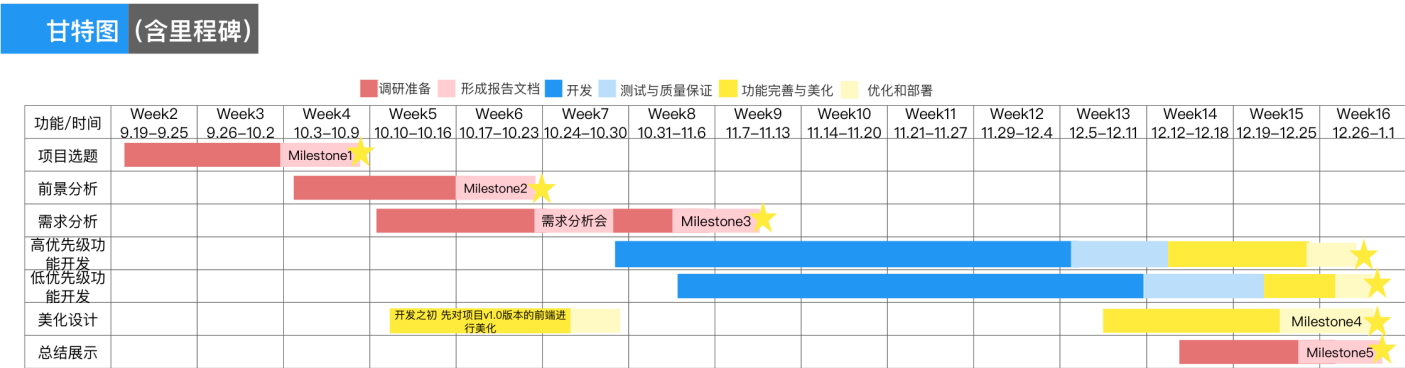 甘特图（含里程碑）
调研准备 形成报告文档 开发 测试与质量保证 功能完善与美化 优化和部署
功能/时间 Week2 Week3 Week4 Week5 Week6 Week7 Week8 Week9 Week10 Week11 Week12 Week13 Week14 Week15 Week16
9.19–9.25 9.26–10.2 10.3–10.9 10.10–10.16 10.17–10.23 10.24–10.30 10.31–11.6 11.7–11.13 11.14–11.20 11.21–11.27 11.29–12.4 12.5–12.11 12.12–12.18 12.19–12.25 12.26–1.1
项目选题 Milestone1
前景分析 Milestone2
需求分析 需求分析会 Milestone3
高优先级功
能开发
低优先级功
能开发
美化设计 开发之初 先对项目v1.0版本的前端进
行美化 Milestone4
总结展示 Milestone5